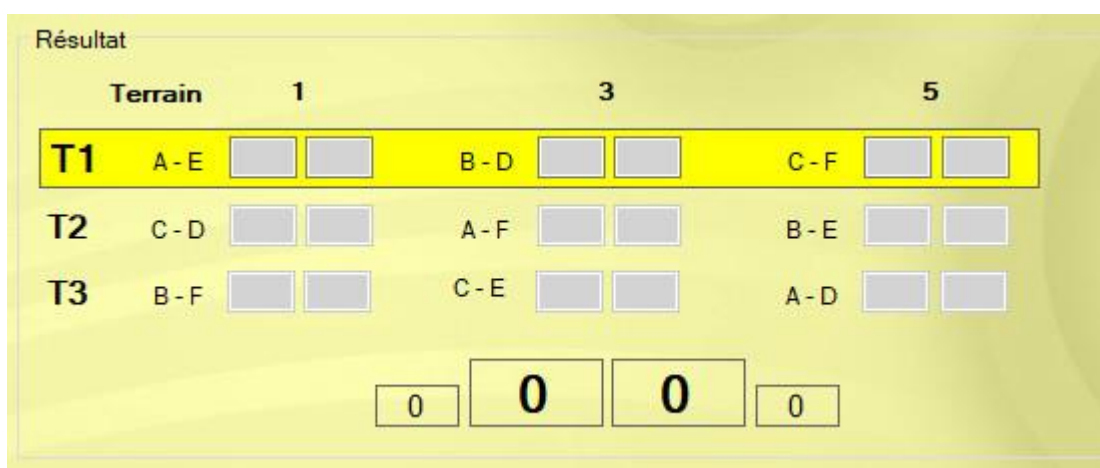 Résultat
Terrain 1 3 5
T1 A - E B - D C - F
T2 C - D A - F B - E
T3 B - F C - E A - D
0 0 0 0